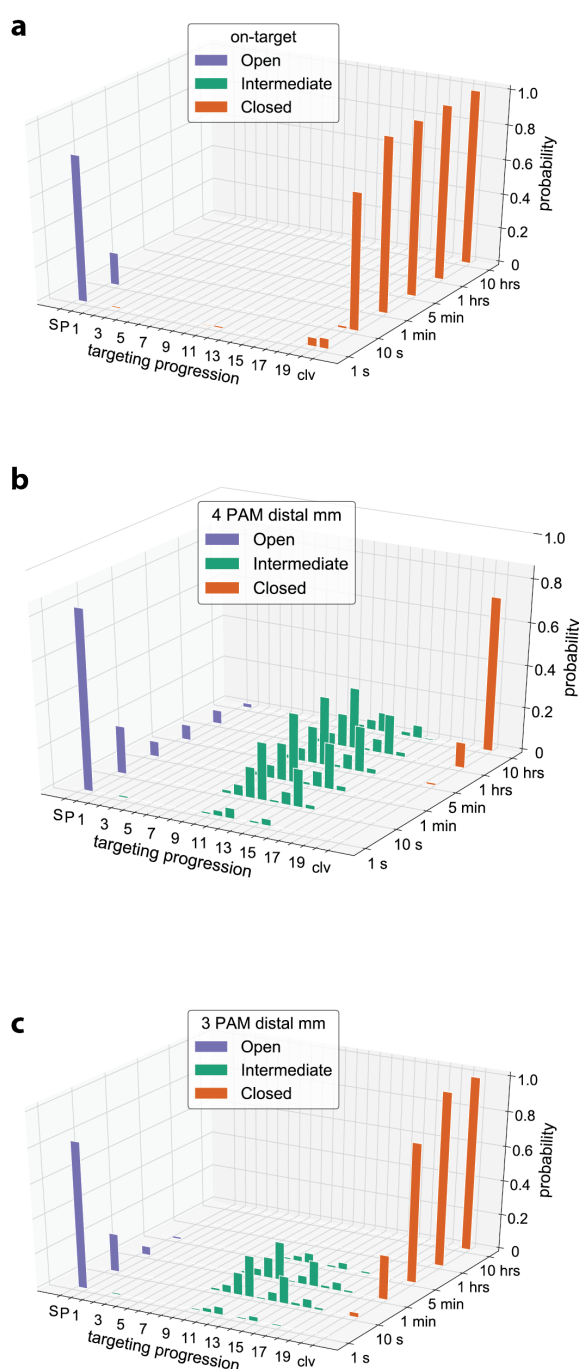 a
on-target
Open
Intermediate
Closed
1.0
0.8
0.6
0.4
0.2
0
probability
SP 1 3 5 7 9 11 13 15 17 19 clv
targeting progression
1 s
10 s
1 min
5 min
1 hrs
10 hrs
b
4 PAM distal mm
Open
Intermediate
Closed
1.0
0.8
0.6
0.4
0.2
0
probability
SP 1 3 5 7 9 11 13 15 17 19 clv
targeting progression
1 s
10 s
1 min
5 min
1 hrs
10 hrs
c
3 PAM distal mm
Open
Intermediate
Closed
1.0
0.8
0.6
0.4
0.2
0
probability
SP 1 3 5 7 9 11 13 15 17 19 clv
targeting progression
1 s
10 s
1 min
5 min
1 hrs
10 hrs